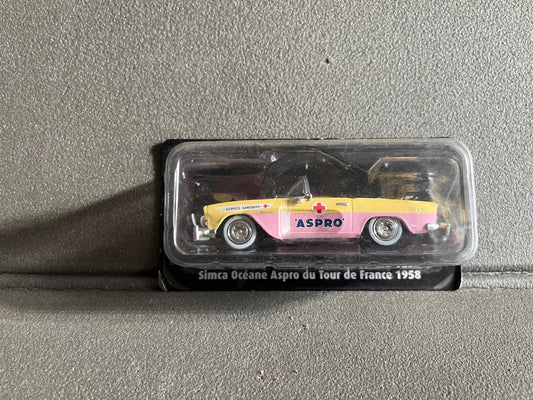 SERVICE SANITAIRE
'ASPRO'
Simca Océane Aspro du Tour de France 1958